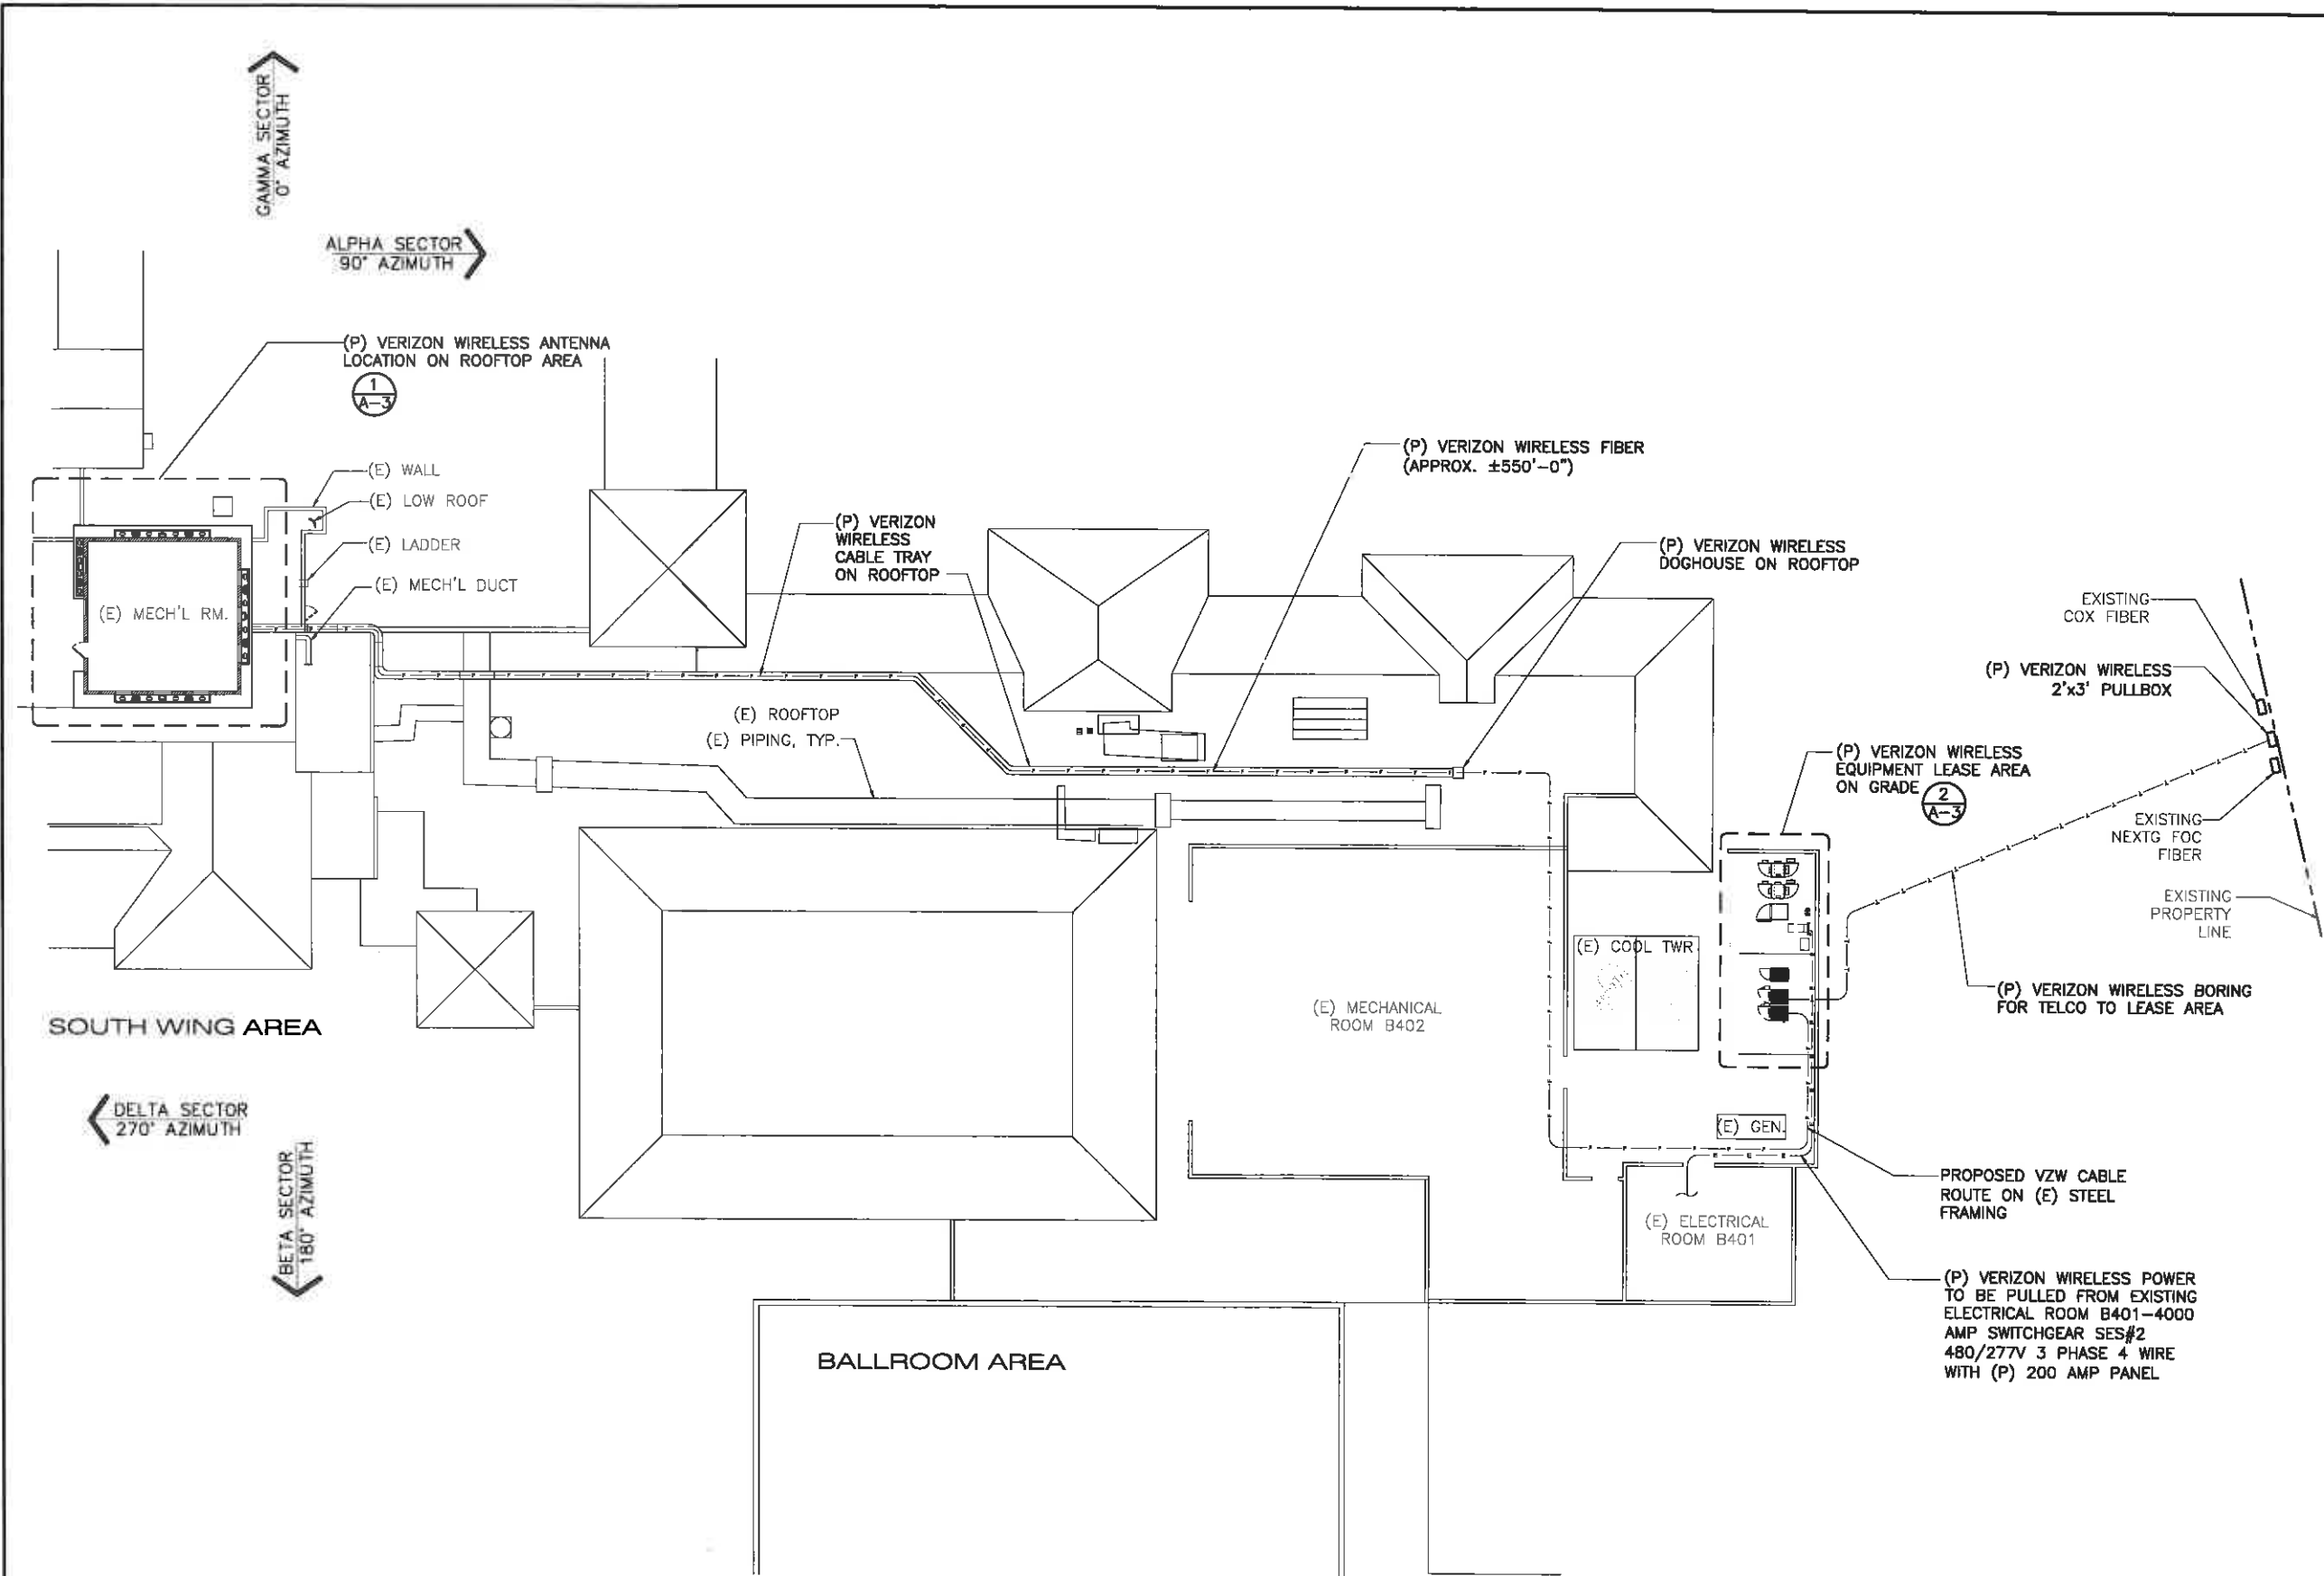 GAMMA SECTOR
0° AZIMUTH
ALPHA SECTOR
90° AZIMUTH
(P) VERIZON WIRELESS ANTENNA
LOCATION ON ROOFTOP AREA
1
A-3
(E) WALL
(E) LOW ROOF
(E) LADDER
(E) MECH'L DUCT
(E) MECH'L RM.
(P) VERIZON
WIRELESS
CABLE TRAY
ON ROOFTOP
(P) VERIZON WIRELESS FIBER
(APPROX. ±550'-0")
(P) VERIZON WIRELESS
DOGHOUSE ON ROOFTOP
EXISTING
COX FIBER
(P) VERIZON WIRELESS
2'x3' PULLBOX
(E) ROOFTOP
(E) PIPING, TYP.
(P) VERIZON WIRELESS
EQUIPMENT LEASE AREA
ON GRADE
2
A-3
EXISTING
NEXTG FOC
FIBER
EXISTING
PROPERTY
LINE
(E) COOL TWR
(P) VERIZON WIRELESS BORING
FOR TELCO TO LEASE AREA
(E) MECHANICAL
ROOM B402
SOUTH WING AREA
DELTA SECTOR
270° AZIMUTH
BETA SECTOR
180° AZIMUTH
(E) GEN.
PROPOSED VZW CABLE
ROUTE ON (E) STEEL
FRAMING
(E) ELECTRICAL
ROOM B401
(P) VERIZON WIRELESS POWER
TO BE PULLED FROM EXISTING
ELECTRICAL ROOM B401-4000
AMP SWITCHGEAR SES#2
480/277V 3 PHASE 4 WIRE
WITH (P) 200 AMP PANEL
BALLROOM AREA